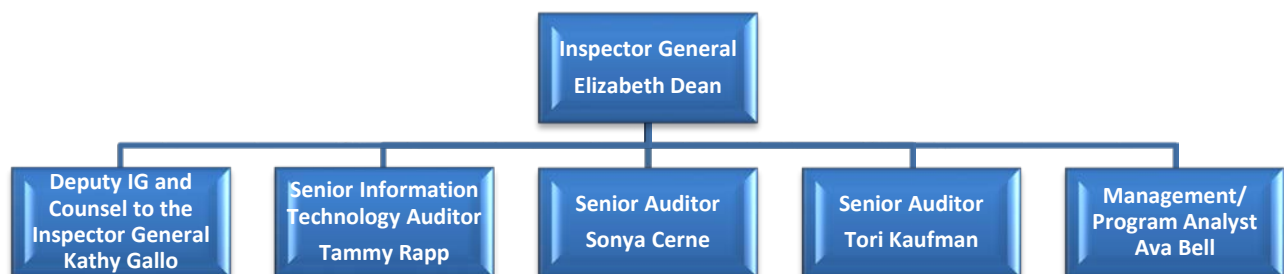 Inspector General
Elizabeth Dean
Deputy IG and
Counsel to the
Inspector General
Kathy Gallo
Senior Information
Technology Auditor
Tammy Rapp
Senior Auditor
Sonya Cerne
Senior Auditor
Tori Kaufman
Management/
Program Analyst
Ava Bell